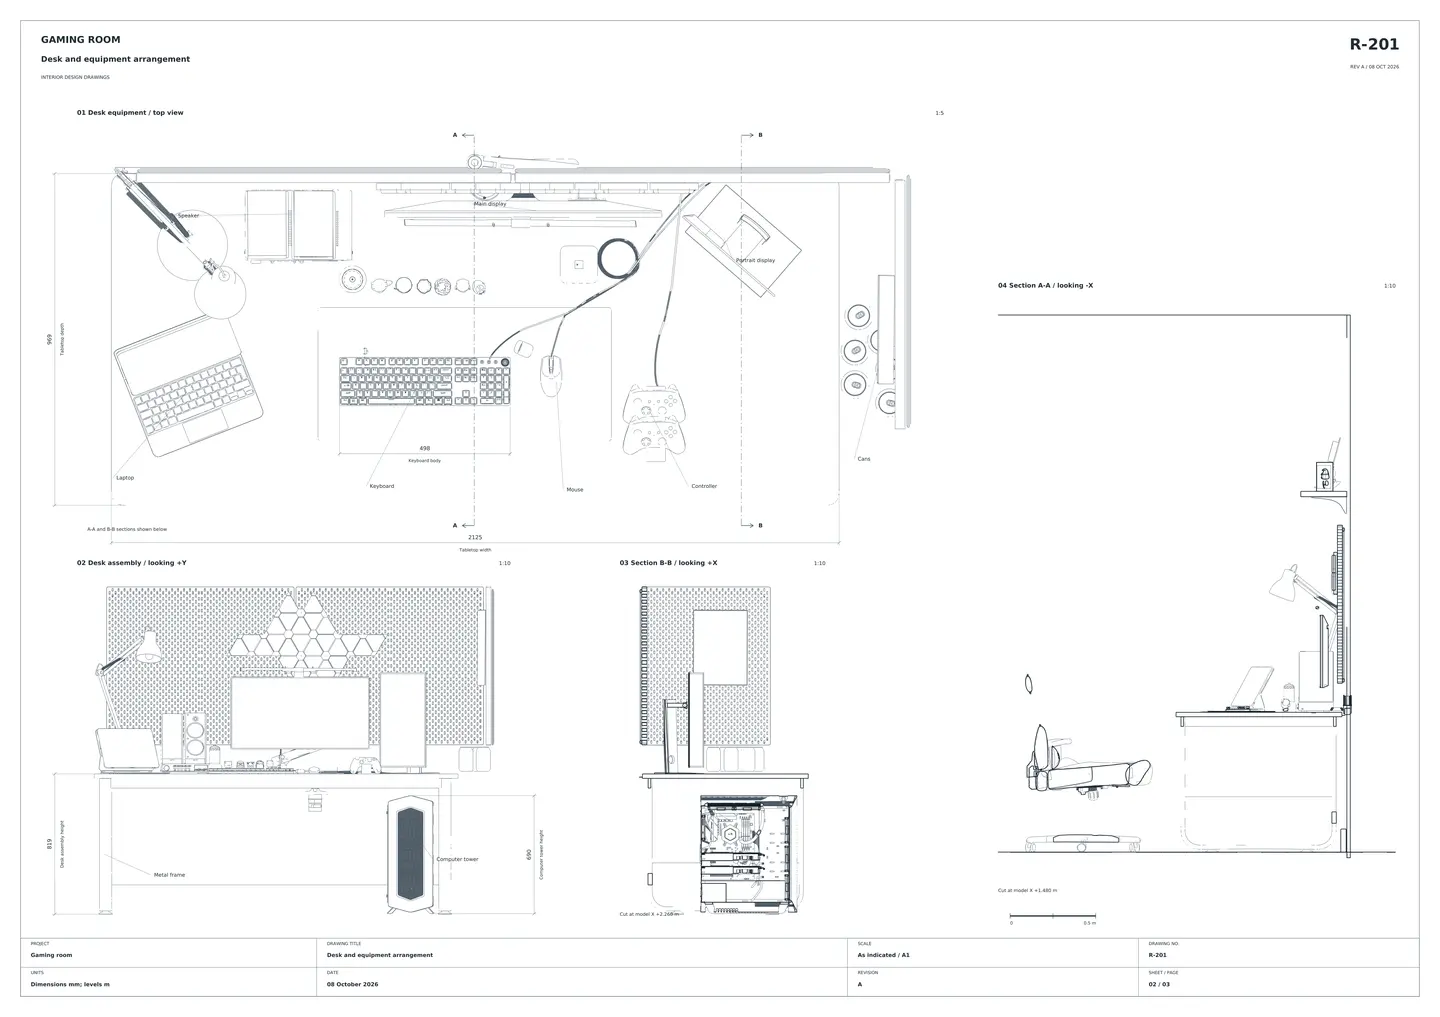 GAMING ROOM
Desk and equipment arrangement
INTERIOR DESIGN DRAWINGS
R-201
REV A / 08 OCT 2026
01 Desk equipment / top view
1:5
A
B
Speaker
Main display
Portrait display
969
Tabletop depth
498
Keyboard body
Laptop
Keyboard
Mouse
Controller
Cans
A
B
A-A and B-B sections shown below
2125
Tabletop width
02 Desk assembly / looking +Y
1:10
819
Desk assembly height
Metal frame
Computer tower
690
Computer tower height
03 Section B-B / looking +X
1:10
Cut at model X +2.260 m
04 Section A-A / looking -X
1:10
Cut at model X +1.480 m
0
0.5 m
PROJECT
Gaming room
DRAWING TITLE
Desk and equipment arrangement
SCALE
As indicated / A1
DRAWING NO.
R-201
UNITS
Dimensions mm; levels m
DATE
08 October 2026
REVISION
A
SHEET / PAGE
02 / 03